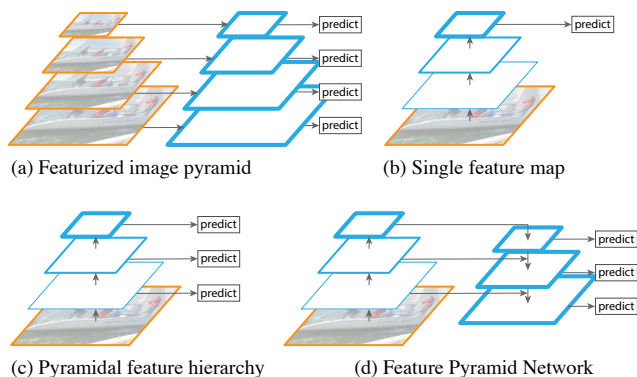 predict
predict
predict
predict
predict
(a) Featurized image pyramid
(b) Single feature map
predict
predict
predict
predict
predict
predict
(c) Pyramidal feature hierarchy
(d) Feature Pyramid Network